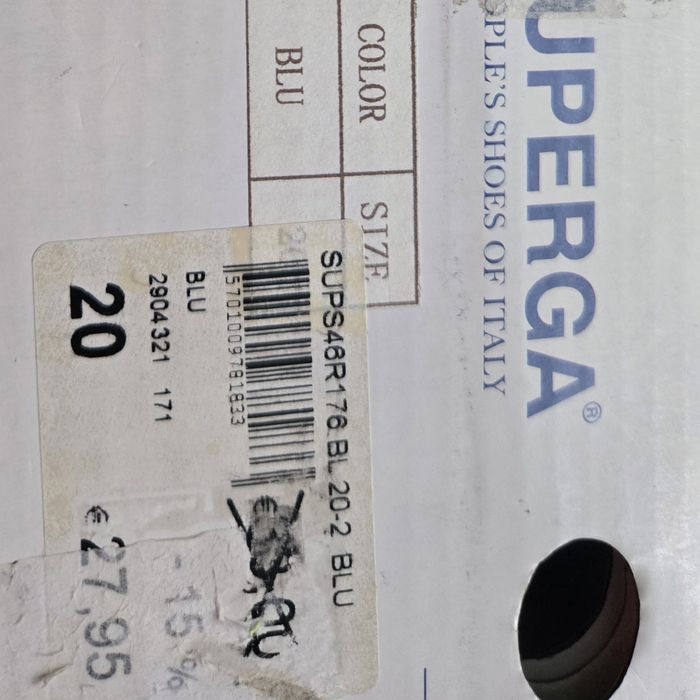 UPERGA®
PLE'S SHOES OF ITALY
COLOR SIZE
BLU
SUPS46R176 BL 20-2 BLU
5701009781833
BLU
2904321 171
20
-15%
€ 27,95